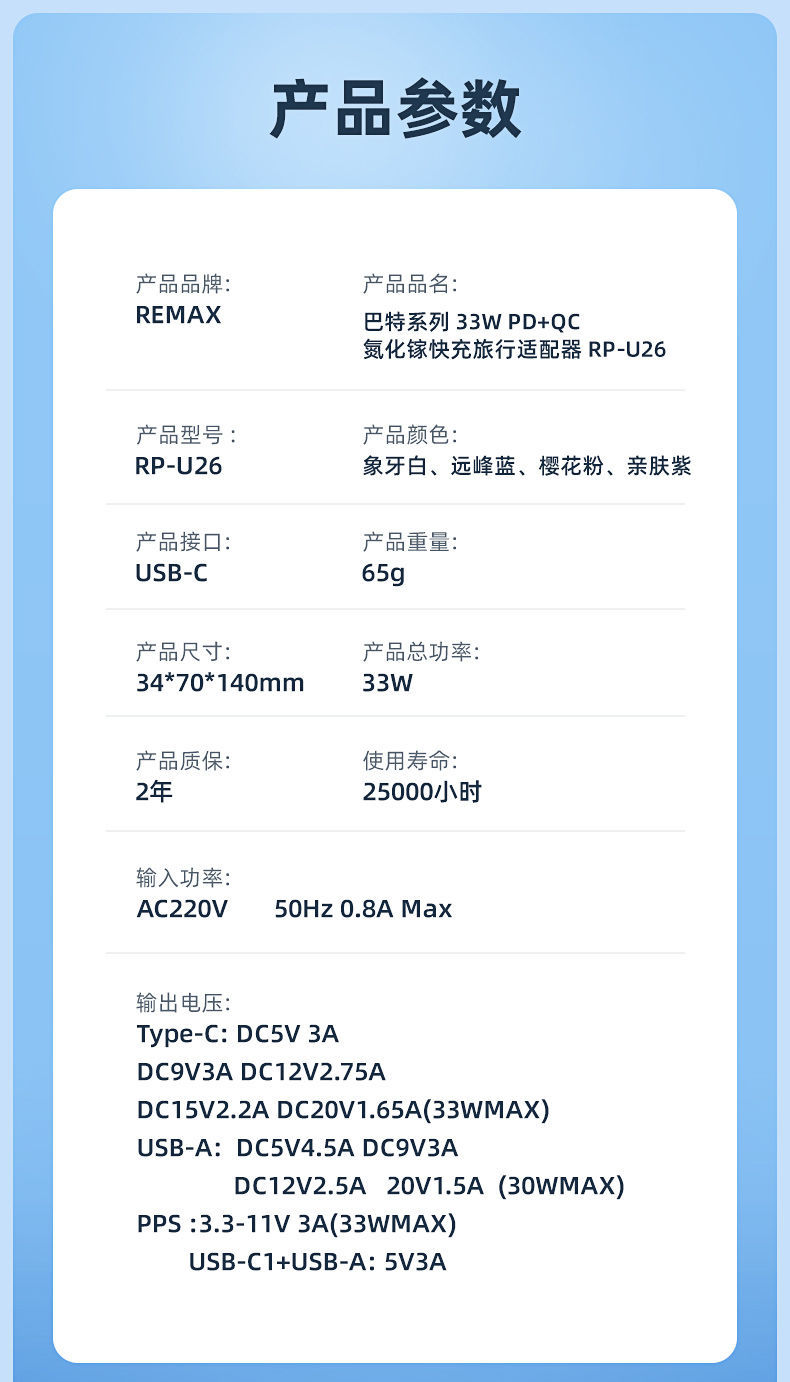 产品参数
产品品牌:
REMAX
产品品名:
巴特系列 33W PD+QC
氮化镓快充旅行适配器 RP-U26
产品型号 :
RP-U26
产品颜色:
象牙白、远峰蓝、樱花粉、亲肤紫
产品接口:
USB-C
产品重量:
65g
产品尺寸:
34*70*140mm
产品总功率:
33W
产品质保:
2年
使用寿命:
25000小时
输入功率:
AC220V 50Hz 0.8A Max
输出电压:
Type-C: DC5V 3A
DC9V3A DC12V2.75A
DC15V2.2A DC20V1.65A(33WMAX)
USB-A: DC5V4.5A DC9V3A
DC12V2.5A 20V1.5A (30WMAX)
PPS :3.3-11V 3A(33WMAX)
USB-C1+USB-A: 5V3A